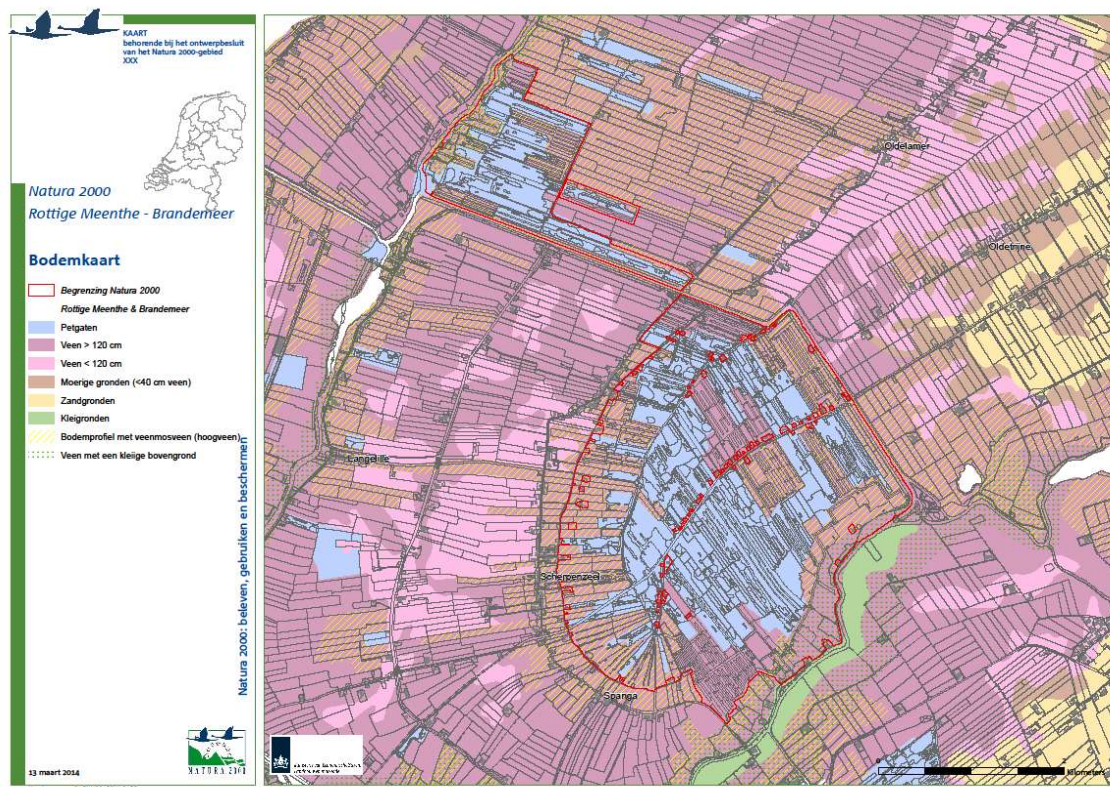 KAART
behorende bij het ontwerpbesluit
van het Natura 2000-gebied
XXX
Natura 2000
Rottige Meenthe - Brandemeer
Bodemkaart
Begrenzing Natura 2000
Rottige Meenthe & Brandemeer
Petgaten
Veen > 120 cm
Veen < 120 cm
Moerige gronden (<40 cm veen)
Zandgronden
Kleigronden
Bodemprofiel met veenmosveen (hoogveen)
Veen met een kleiige bovengrond
Natura 2000: beleven, gebruiken en beschermen
NATURA 2000
13 maart 2014
Oldelamer
Oldetrijne
Langelille
Scherpenzeel
Spanga
Kilometers